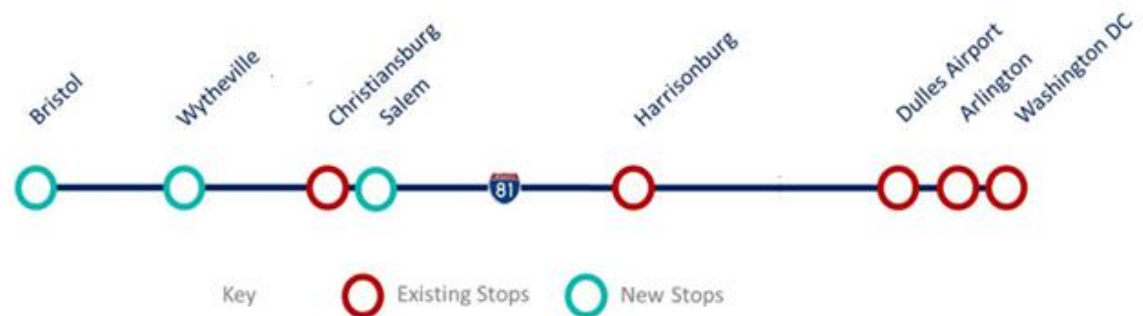 Bristol
Wytheville
Christiansburg
Salem
Harrisonburg
Dulles Airport
Arlington
Washington DC
81
Key
Existing Stops
New Stops